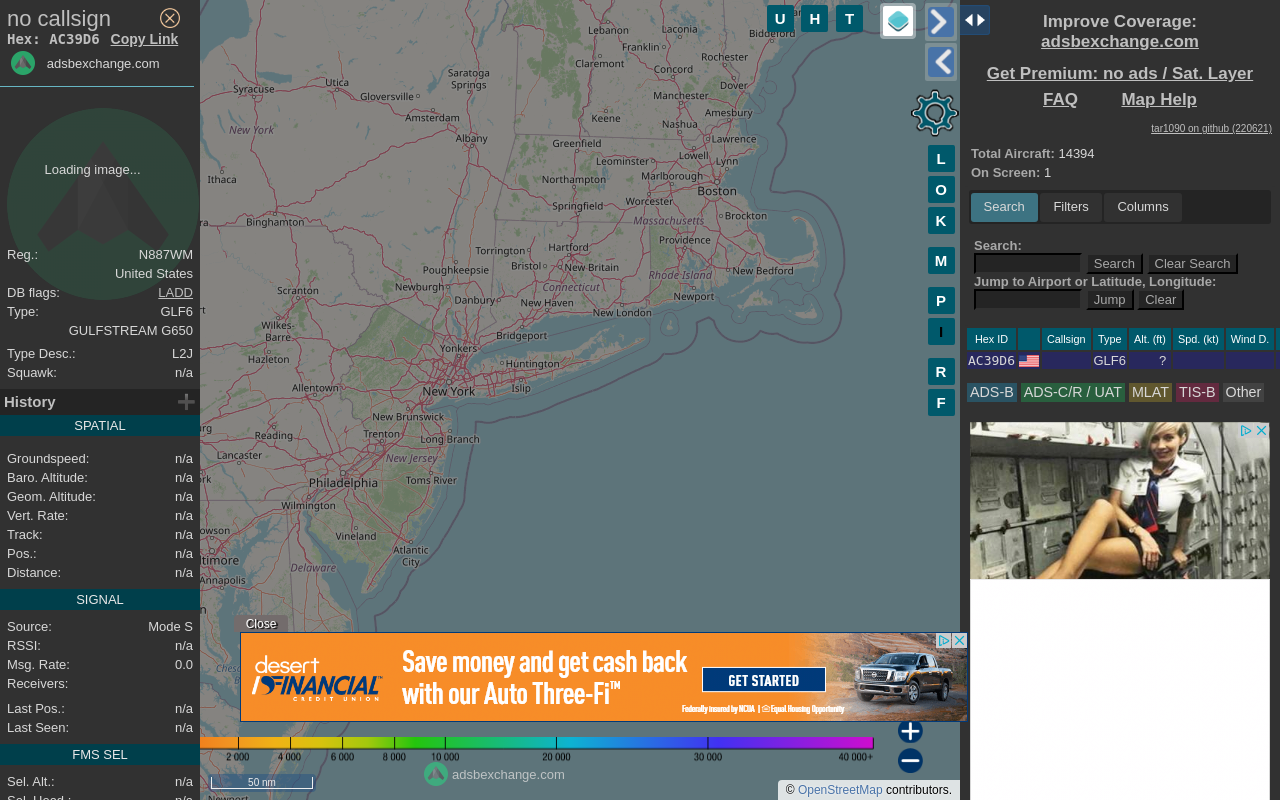 no callsign
Hex: AC39D6 Copy Link
adsbexchange.com
Loading image...
Reg.: N887WM
United States
DB flags: LADD
Type: GLF6
GULFSTREAM G650
Type Desc.: L2J
Squawk: n/a
History
SPATIAL
Groundspeed: n/a
Baro. Altitude: n/a
Geom. Altitude: n/a
Vert. Rate: n/a
Track: n/a
Pos.: n/a
Distance: n/a
SIGNAL
Source: Mode S
RSSI: n/a
Msg. Rate: 0.0
Receivers:
Last Pos.: n/a
Last Seen: n/a
FMS SEL
Sel. Alt.: n/a
Sel. Head.: n/a
U H T
L
O
K
M
P
I
R
F
Lebanon
Laconia
Biddeford
Franklin
Claremont
Rochester
Concord
Dover
Manchester
Amesbury
Keene
Nashua
Saratoga
Springs
Utica
Syracuse
Gloversville
Amsterdam
New York
Albany
Greenfield
Lawrence
Leominster
Lowell
Lynn
Ithaca
Northampton
Marlborough
Boston
Springfield
Worcester
Binghamton
Massachusetts
Brockton
Torrington
Hartford
Providence
Bristol
New Britain
Poughkeepsie
Rhode Island
New Bedford
Connecticut
Scranton
Newburgh
Danbury
New Haven
Newport
New London
Wilkes-
Barre
Bridgeport
Yonkers
Hazleton
Huntington
Allentown
New York
Islip
New Brunswick
Reading
Trenton
Long Branch
Lancaster
New Jersey
Philadelphia
Toms River
Wilmington
Vineland
Atlantic
City
Delaware
Annapolis
Close
desert
FINANCIAL
CREDIT UNION
Save money and get cash back
with our Auto Three-Fi™
GET STARTED
Federally insured by NCUA | Equal Housing Opportunity
2 000 4 000 6 000 8 000 10 000 20 000 30 000 40 000+
adsbexchange.com
50 nm
© OpenStreetMap contributors.
Improve Coverage:
adsbexchange.com
Get Premium: no ads / Sat. Layer
FAQ Map Help
tar1090 on github (220621)
Total Aircraft: 14394
On Screen: 1
Search Filters Columns
Search:
Search Clear Search
Jump to Airport or Latitude, Longitude:
Jump Clear
Hex ID Callsign Type Alt. (ft) Spd. (kt) Wind D.
AC39D6 GLF6 ?
ADS-B ADS-C/R / UAT MLAT TIS-B Other